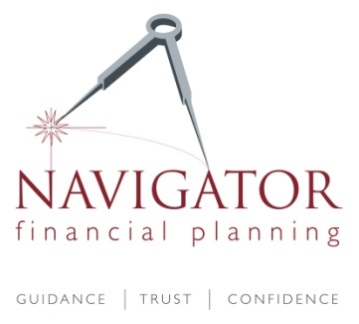 NAVIGATOR
financial planning
GUIDANCE | TRUST | CONFIDENCE